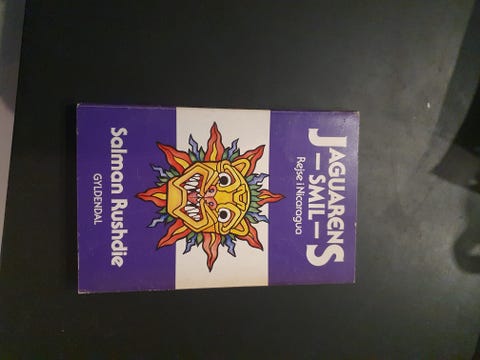 JAGUARENS
– SMIL –
Rejse i Nicaragua
Salman Rushdie
GYLDENDAL